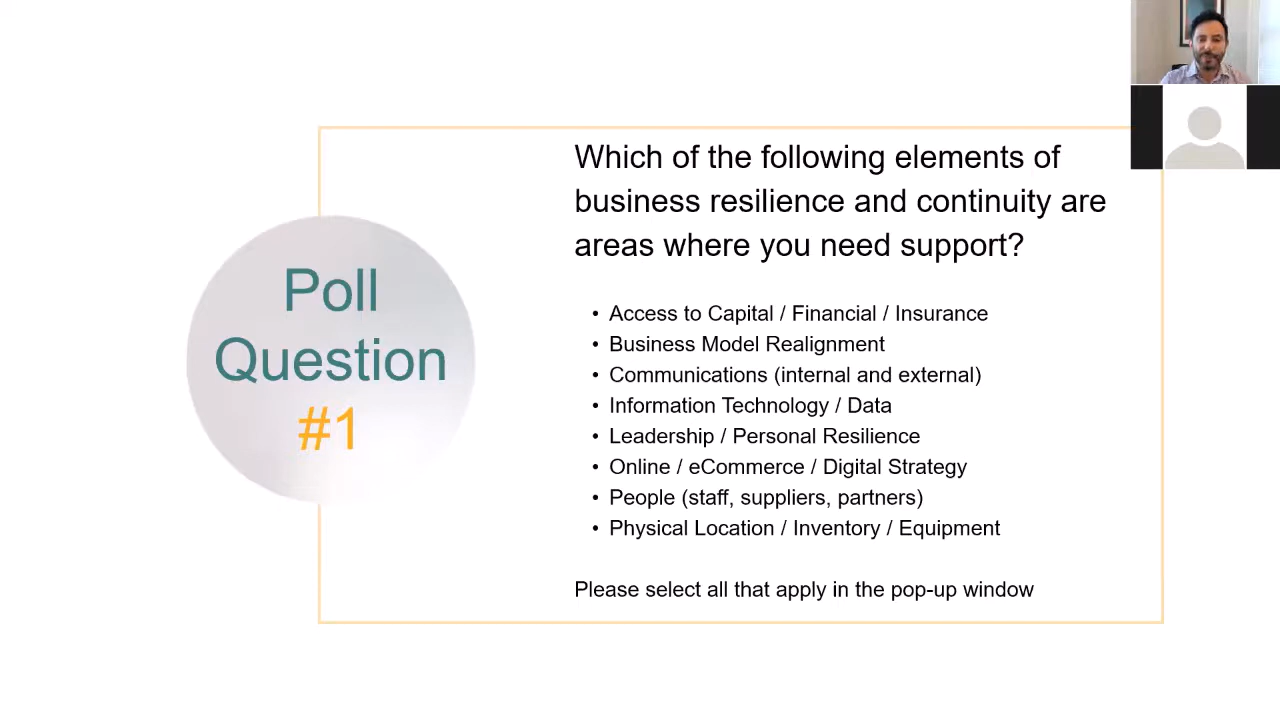 Poll
Question
#1
Which of the following elements of
business resilience and continuity are
areas where you need support?
• Access to Capital / Financial / Insurance
• Business Model Realignment
• Communications (internal and external)
• Information Technology / Data
• Leadership / Personal Resilience
• Online / eCommerce / Digital Strategy
• People (staff, suppliers, partners)
• Physical Location / Inventory / Equipment
Please select all that apply in the pop-up window